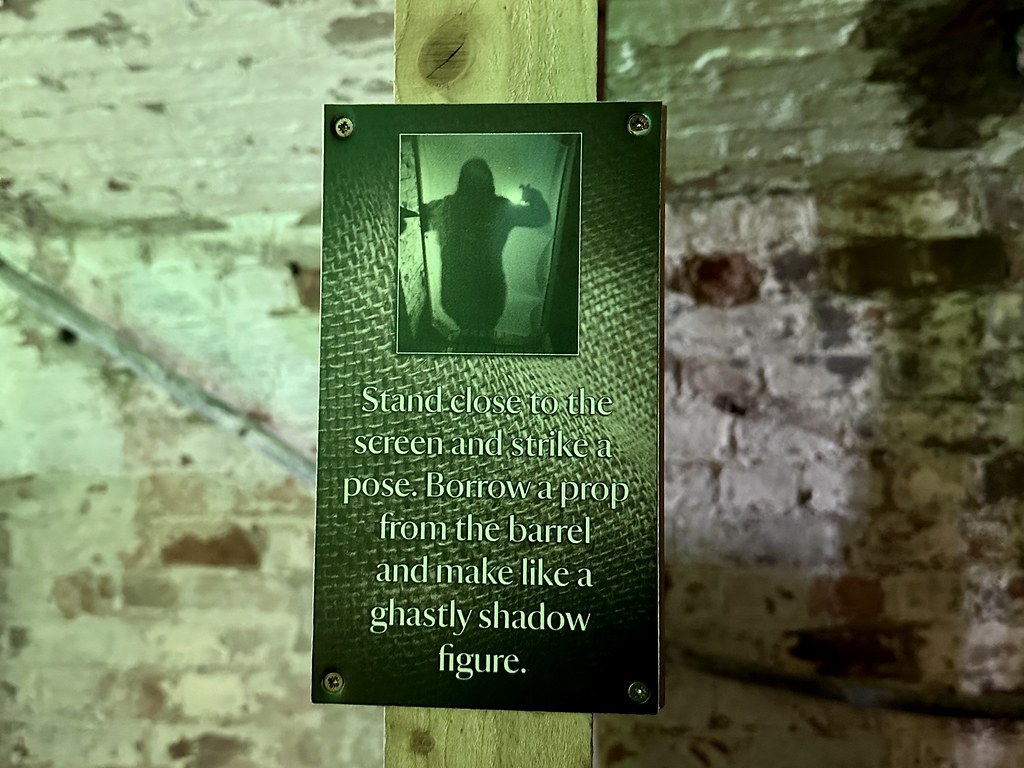 Stand close to the
screen and strike a
pose. Borrow a prop
from the barrel
and make like a
ghastly shadow
figure.